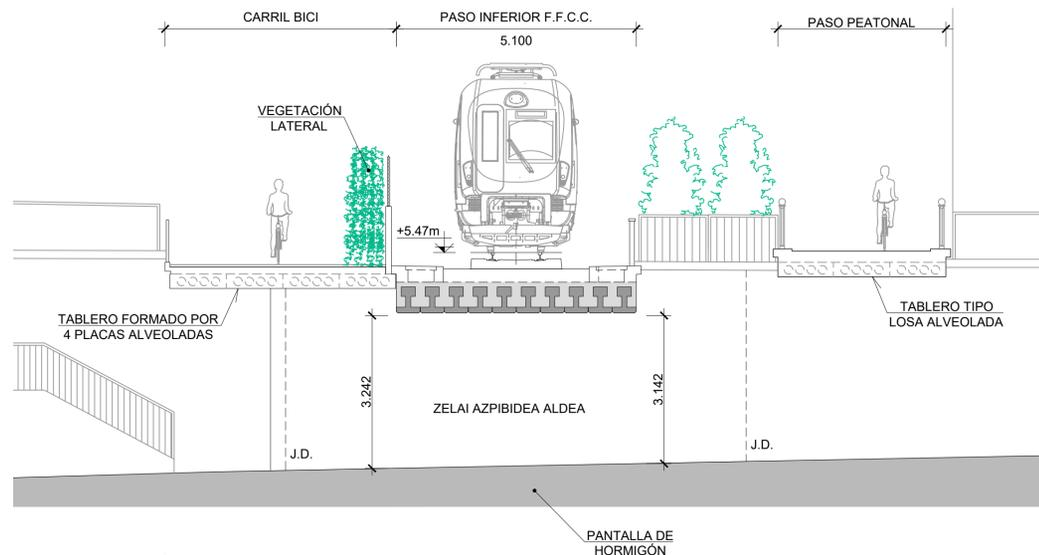 CARRIL BICI
PASO INFERIOR F.F.C.C.
5.100
PASO PEATONAL
VEGETACIÓN
LATERAL
+5.47m
TABLERO FORMADO POR
4 PLACAS ALVEOLADAS
TABLERO TIPO
LOSA ALVEOLADA
3.242
3.142
ZELAI AZPIBIDEA ALDEA
J.D.
J.D.
PANTALLA DE
HORMIGÓN